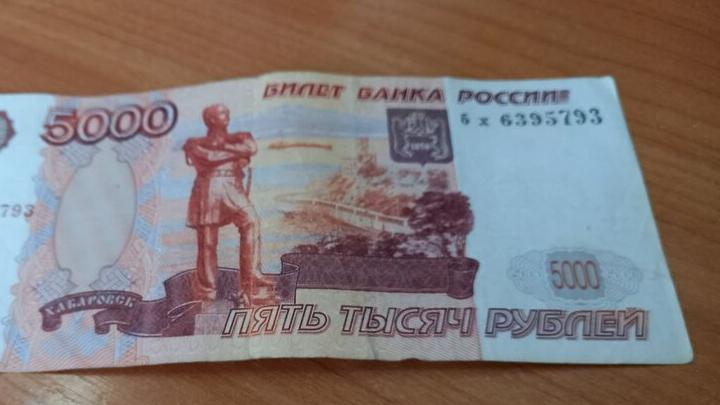 БИЛЕТ БАНКА РОССИИ
5000
бх 6395793
793
5000
ХАБАРОВСК
ПЯТЬ ТЫСЯЧ РУБЛЕЙ